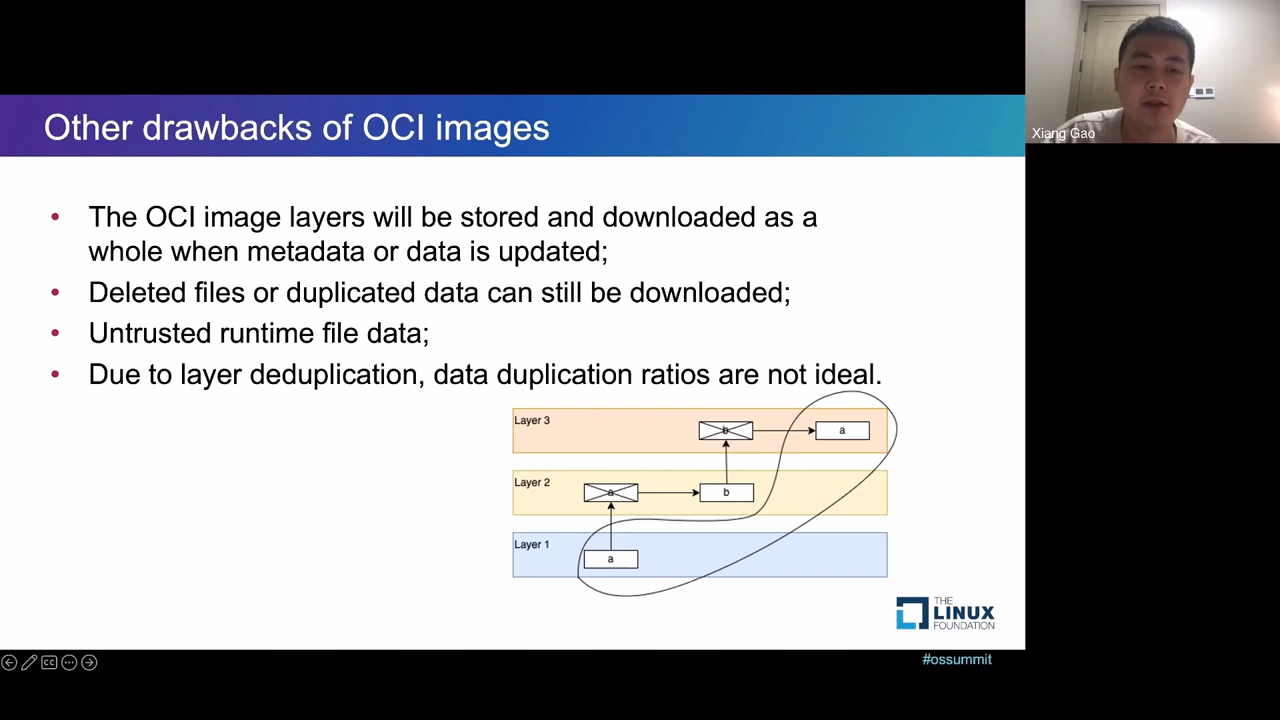 Other drawbacks of OCI images
Xiang Gao
• The OCI image layers will be stored and downloaded as a
whole when metadata or data is updated;
• Deleted files or duplicated data can still be downloaded;
• Untrusted runtime file data;
• Due to layer deduplication, data duplication ratios are not ideal.
Layer 3
b
a
Layer 2
a
b
Layer 1
a
THE
LINUX
FOUNDATION
#ossummit
CC